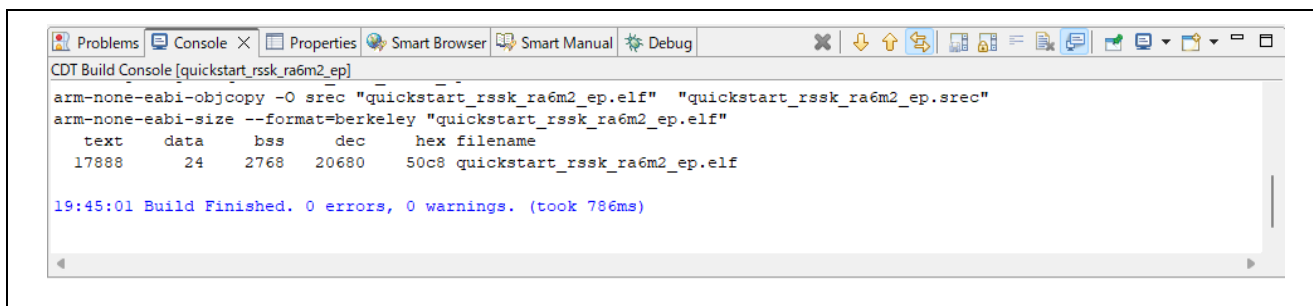 Problems Console Properties Smart Browser Smart Manual Debug
CDT Build Console [quickstart_rssk_ra6m2_ep]
arm-none-eabi-objcopy -O srec "quickstart_rssk_ra6m2_ep.elf"  "quickstart_rssk_ra6m2_ep.srec"
arm-none-eabi-size --format=berkeley "quickstart_rssk_ra6m2_ep.elf"
   text    data     bss     dec     hex filename
  17888      24    2768   20680    50c8 quickstart_rssk_ra6m2_ep.elf
19:45:01 Build Finished. 0 errors, 0 warnings. (took 786ms)